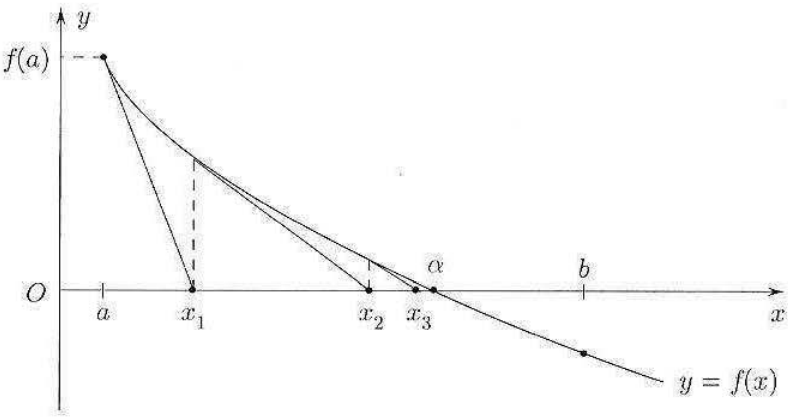 y
f(a)
α
b
O
a
x₁
x₂
x₃
x
y = f(x)